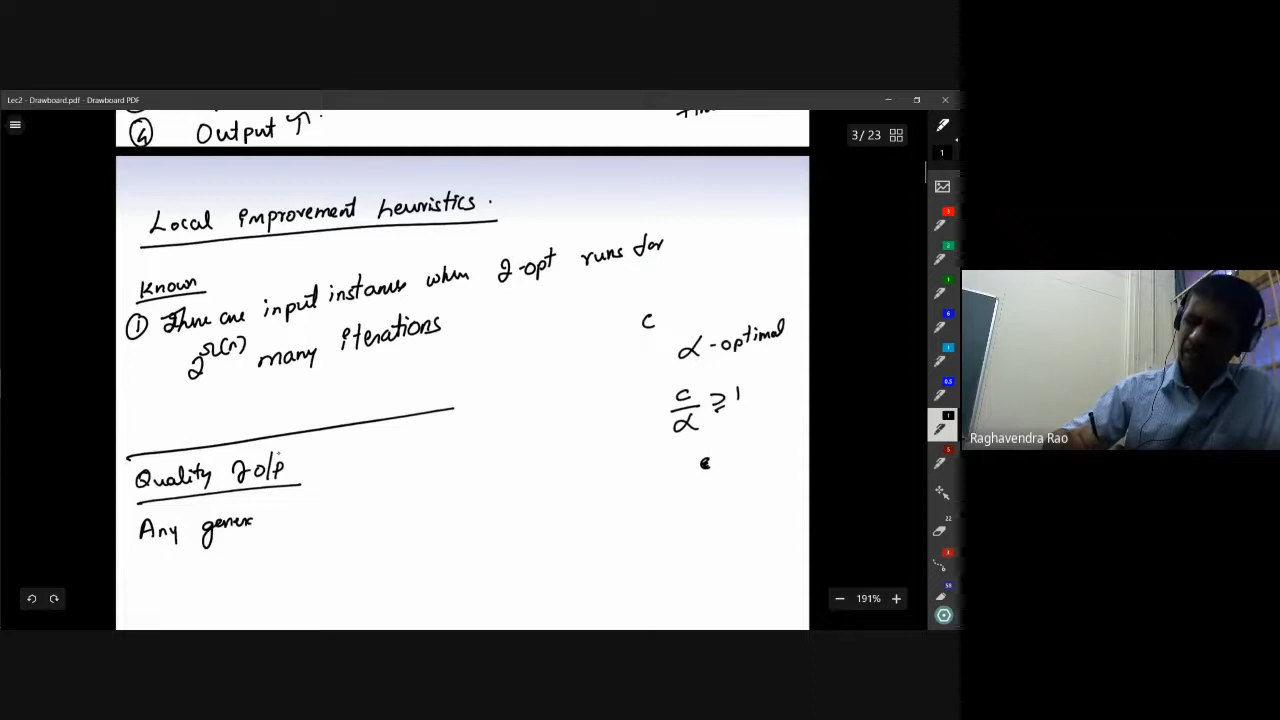 Lec2 - Drawboard.pdf - Drawboard PDF
4 Output
3 / 23
Local improvement heuristics.
Known
1 There are input instances when 2-opt runs for
2^Ω(n) many iterations
C
α-optimal
C/α ≥ 1
Quality of o/p
Any gener
Raghavendra Rao
191%